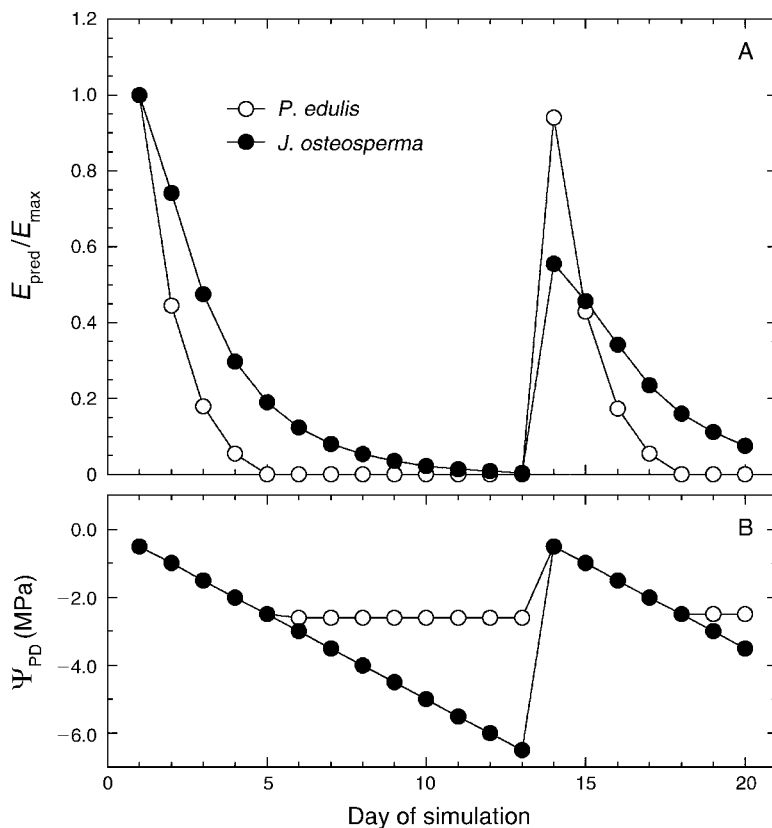 1.2
A
1.0
P. edulis
J. osteosperma
0.8
0.6
0.4
0.2
0
E_pred/E_max
B
0.0
−2.0
−4.0
−6.0
Ψ_PD (MPa)
0 5 10 15 20
Day of simulation